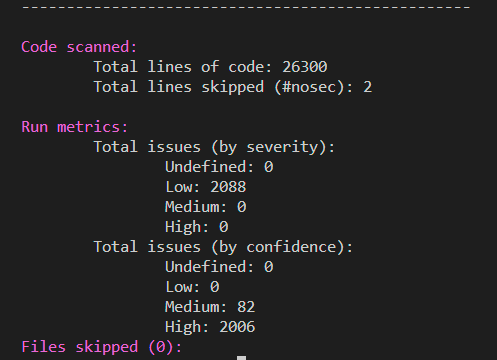 --------------------------------------------------
Code scanned:
Total lines of code: 26300
Total lines skipped (#nosec): 2
Run metrics:
Total issues (by severity):
Undefined: 0
Low: 2088
Medium: 0
High: 0
Total issues (by confidence):
Undefined: 0
Low: 0
Medium: 82
High: 2006
Files skipped (0):